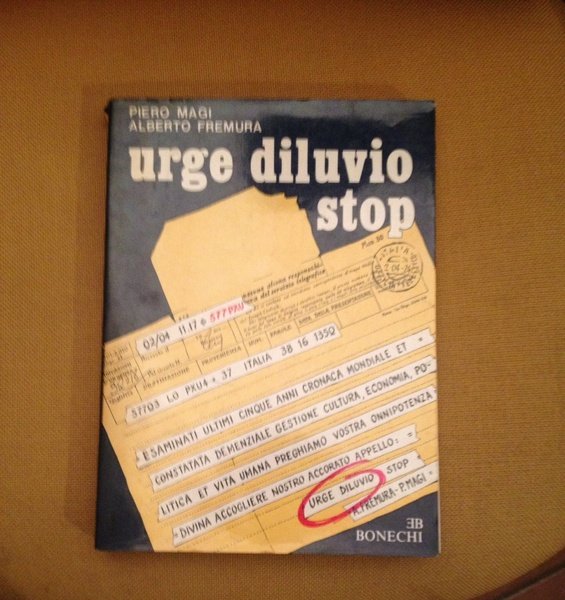 PIERO MAGI
ALBERTO FREMURA
urge diluvio
stop
02/04 11.17
57703 LO PXU4 + 37 ITALIA 38 16 1350
ESAMINATI ULTIMI CINQUE ANNI CRONACA MONDIALE ET =
CONSTATATA DEMENZIALE GESTIONE CULTURA, ECONOMIA, PO-
LITICA ET VITA UMANA PREGHIAMO VOSTRA ONNIPOTENZA
DIVINA ACCOGLIERE NOSTRO ACCORATO APPELLO: =
URGE DILUVIO STOP
A. FREMURA - P. MAGI
BONECHI